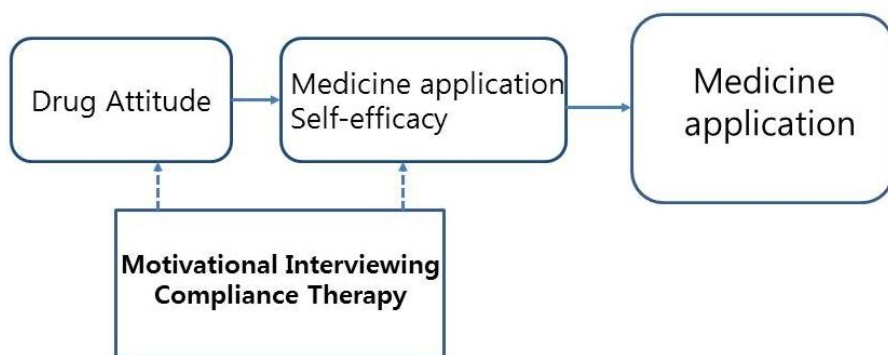 Drug Attitude
Medicine application
Self-efficacy
Medicine
application
Motivational Interviewing
Compliance Therapy